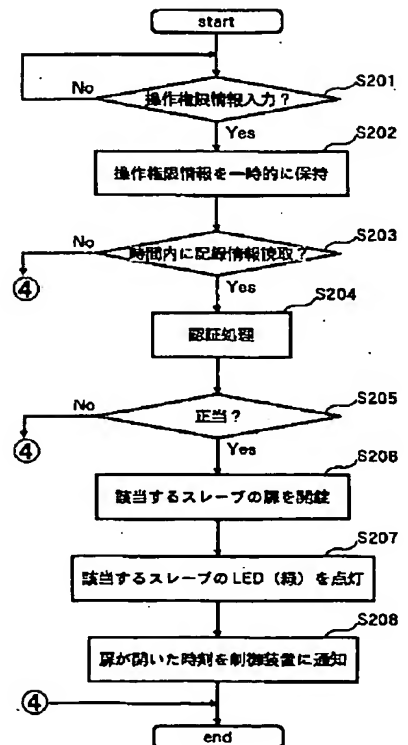 start
No
操作権限情報入力？
S201
Yes
S202
操作権限情報を一時的に保持
S203
No
時間内に記録情報読取？
④
Yes
S204
認証処理
S205
No
正当？
④
Yes
S206
該当するスレーブの扉を開錠
S207
該当するスレーブのLED（緑）を点灯
S208
扉が開いた時刻を制御装置に通知
④
end